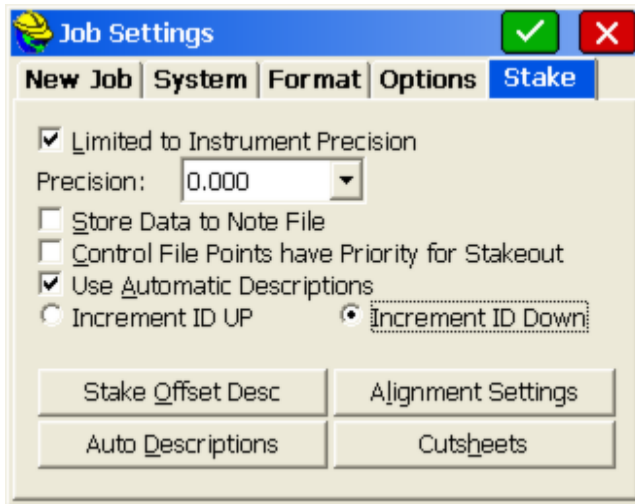 Job Settings
New Job System Format Options Stake
Limited to Instrument Precision
Precision: 0.000
Store Data to Note File
Control File Points have Priority for Stakeout
Use Automatic Descriptions
Increment ID UP Increment ID Down
Stake Offset Desc Alignment Settings
Auto Descriptions Cutsheets